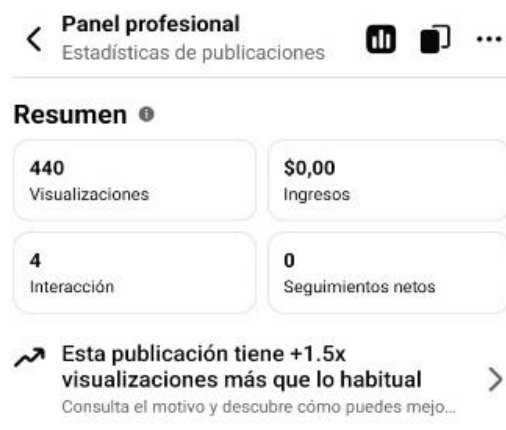 Panel profesional
Estadísticas de publicaciones
Resumen
440
Visualizaciones
$0,00
Ingresos
4
Interacción
0
Seguimientos netos
Esta publicación tiene +1.5x
visualizaciones más que lo habitual
Consulta el motivo y descubre cómo puedes mejo...